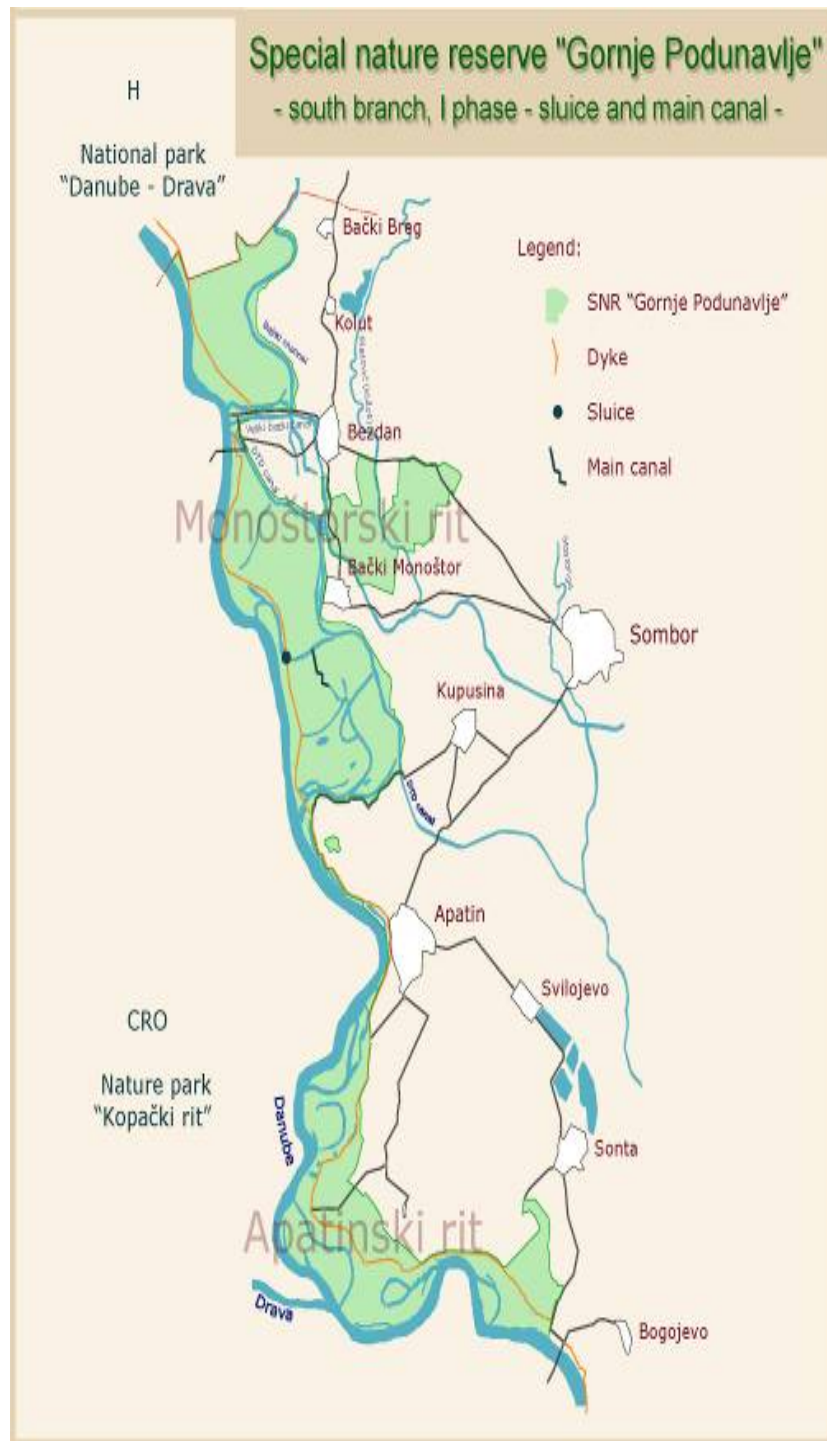 Special nature reserve "Gornje Podunavlje"
- south branch, I phase - sluice and main canal -
H
National park
"Danube - Drava"
Bački Breg
Legend:
SNR "Gornje Podunavlje"
Kolut
Dyke
Sluice
Bezdan
Main canal
DTD canal
Monoštorski rit
Bački Monoštor
Sombor
Kupusina
DTD canal
Apatin
Svilojevo
CRO
Nature park
"Kopački rit"
Danube
Sonta
Apatinski rit
Drava
Bogojevo